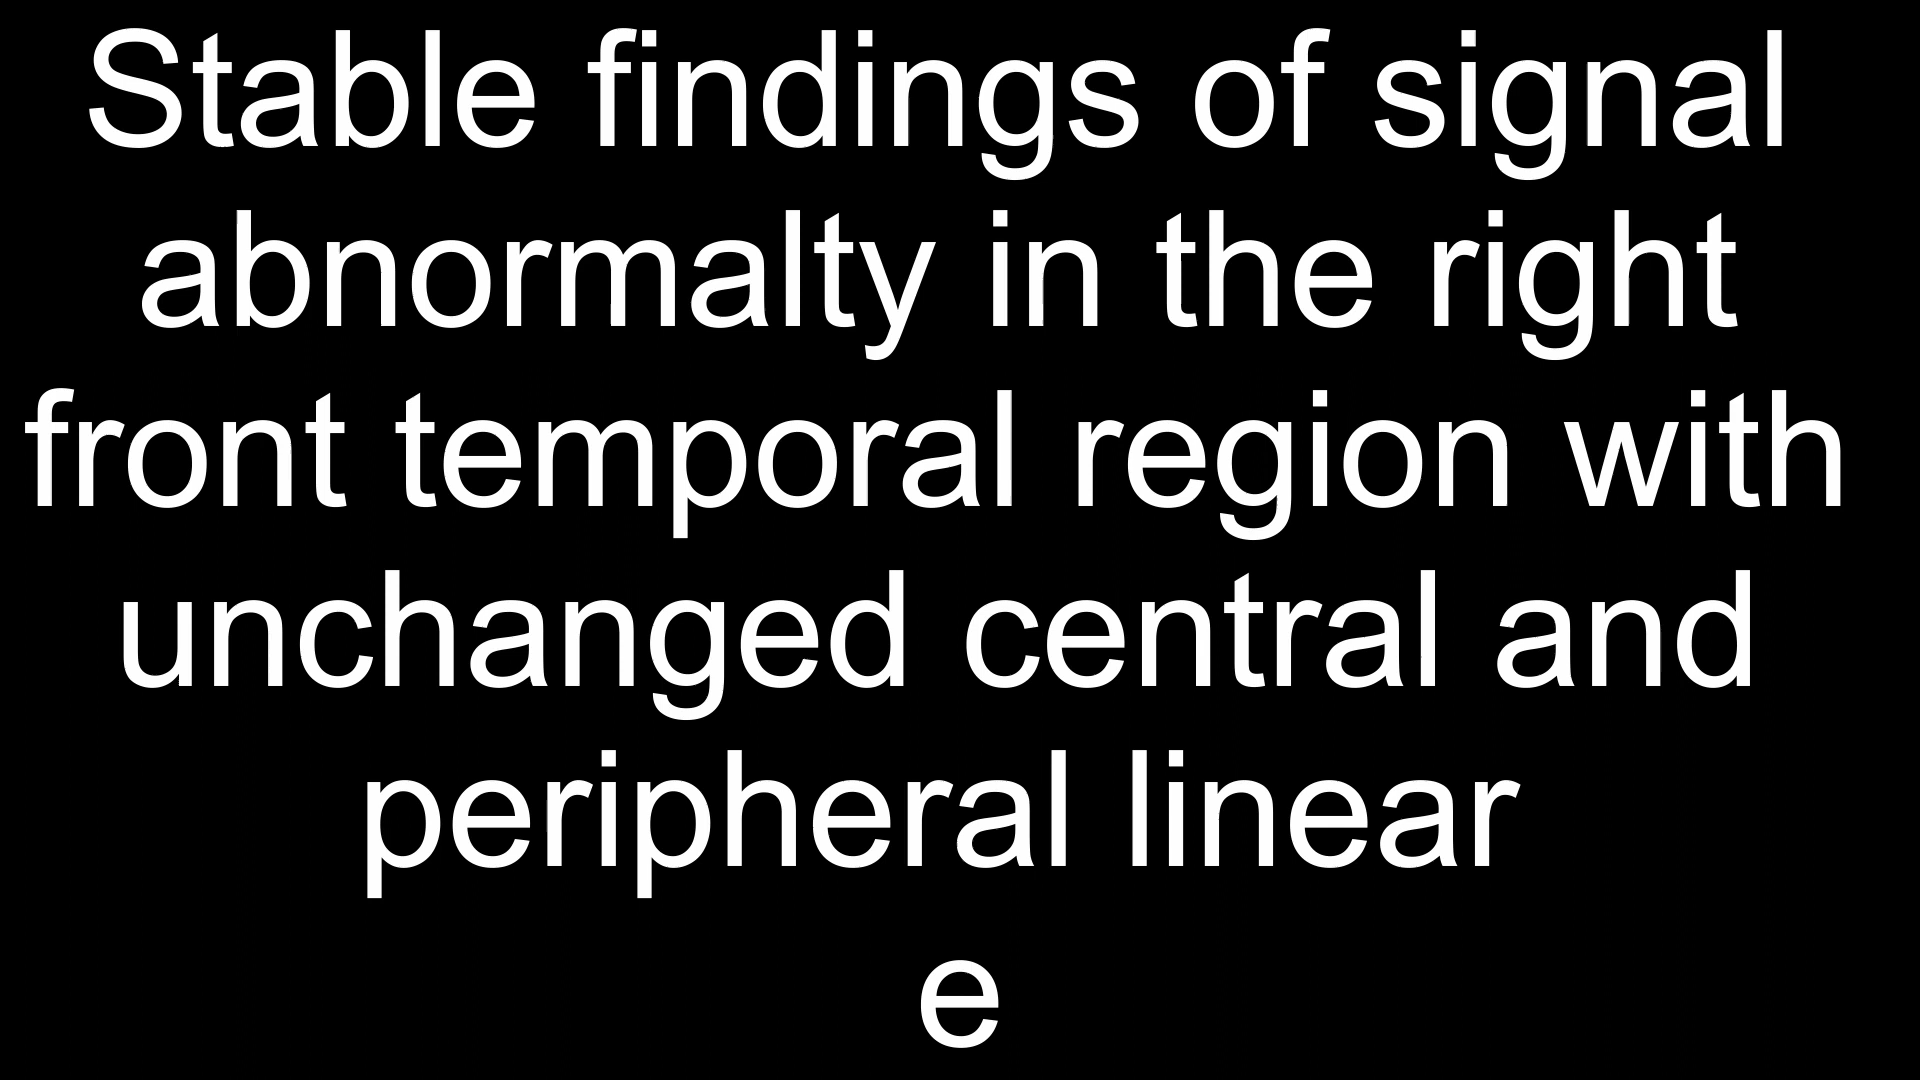 Stable findings of signal
abnormalty in the right
front temporal region with
unchanged central and
peripheral linear
e